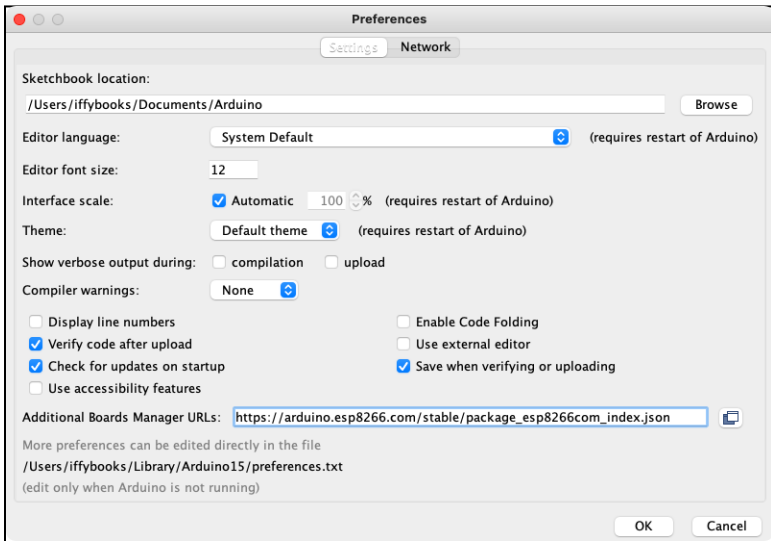 Preferences
Settings Network
Sketchbook location:
/Users/iffybooks/Documents/Arduino Browse
Editor language: System Default (requires restart of Arduino)
Editor font size: 12
Interface scale: Automatic 100 % (requires restart of Arduino)
Theme: Default theme (requires restart of Arduino)
Show verbose output during: compilation upload
Compiler warnings: None
Display line numbers Enable Code Folding
Verify code after upload Use external editor
Check for updates on startup Save when verifying or uploading
Use accessibility features
Additional Boards Manager URLs: https://arduino.esp8266.com/stable/package_esp8266com_index.json
More preferences can be edited directly in the file
/Users/iffybooks/Library/Arduino15/preferences.txt
(edit only when Arduino is not running)
OK Cancel